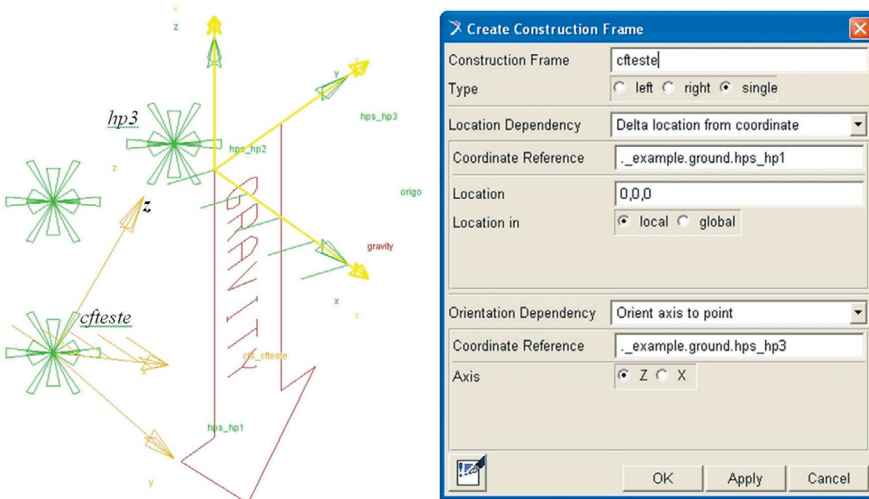 z
z
y
hp3
hps_hp3
hps_hp2
z
origo
z
GRAVITY
gravity
x
x
cfteste
cfs_cfteste
x
hps_hp1
y
Create Construction Frame
Construction Frame cfteste
Type left right single
Location Dependency Delta location from coordinate
Coordinate Reference ._example.ground.hps_hp1
Location 0,0,0
Location in local global
Orientation Dependency Orient axis to point
Coordinate Reference ._example.ground.hps_hp3
Axis Z X
OK Apply Cancel